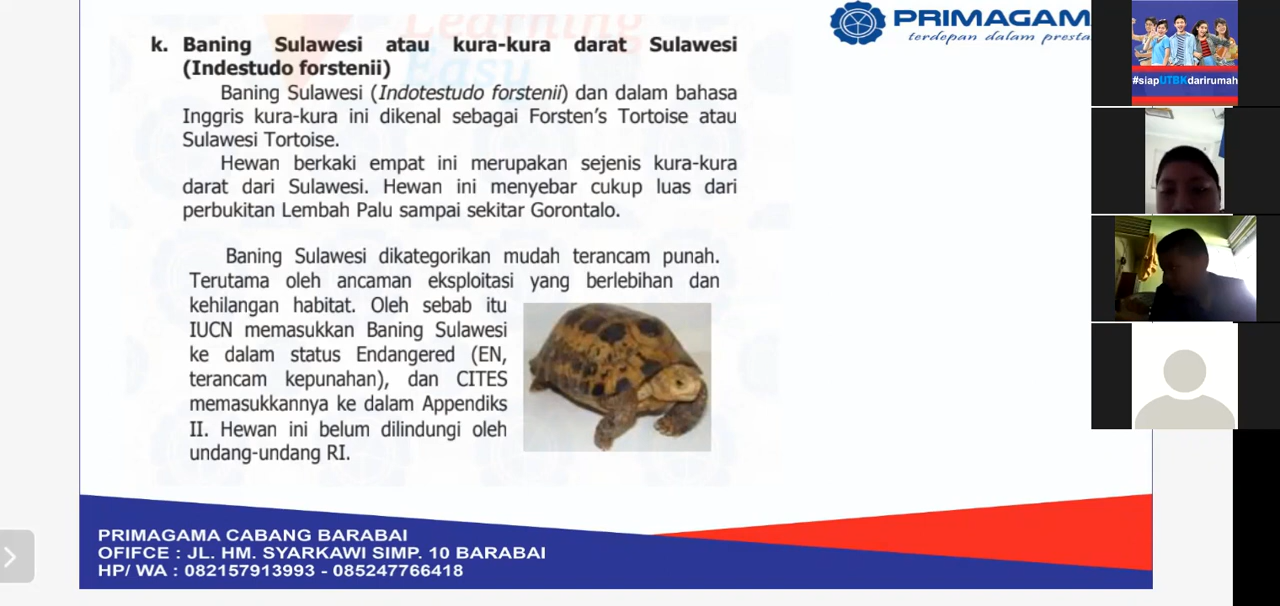 Learning
Easy
PRIMAGAM
terdepan dalam presta
#siapUTBKdarirumah
k. Baning Sulawesi atau kura-kura darat Sulawesi
(Indestudo forstenii)
Baning Sulawesi (Indotestudo forstenii) dan dalam bahasa
Inggris kura-kura ini dikenal sebagai Forsten's Tortoise atau
Sulawesi Tortoise.
Hewan berkaki empat ini merupakan sejenis kura-kura
darat dari Sulawesi. Hewan ini menyebar cukup luas dari
perbukitan Lembah Palu sampai sekitar Gorontalo.
Baning Sulawesi dikategorikan mudah terancam punah.
Terutama oleh ancaman eksploitasi yang berlebihan dan
kehilangan habitat. Oleh sebab itu
IUCN memasukkan Baning Sulawesi
ke dalam status Endangered (EN,
terancam kepunahan), dan CITES
memasukkannya ke dalam Appendiks
II. Hewan ini belum dilindungi oleh
undang-undang RI.
PRIMAGAMA CABANG BARABAI
OFIFCE : JL. HM. SYARKAWI SIMP. 10 BARABAI
HP/ WA : 082157913993 - 085247766418